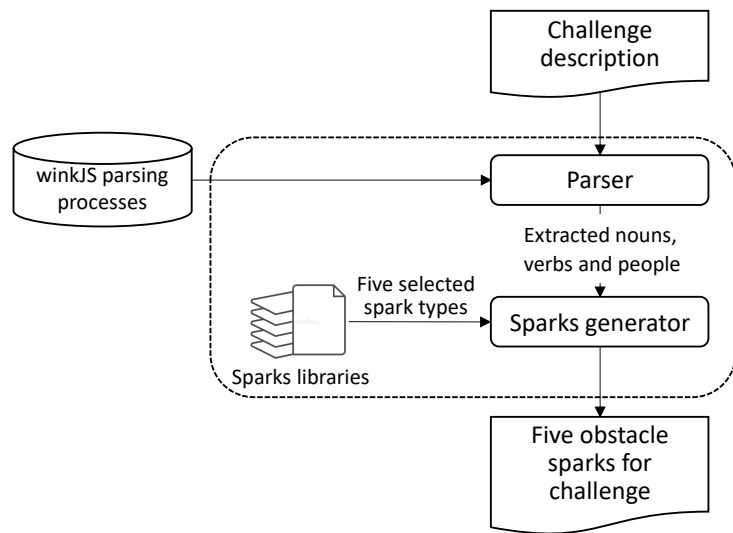 Challenge
description
winkJS parsing
processes
Parser
Extracted nouns,
verbs and people
Five selected
spark types
Sparks generator
Sparks libraries
Five obstacle
sparks for
challenge